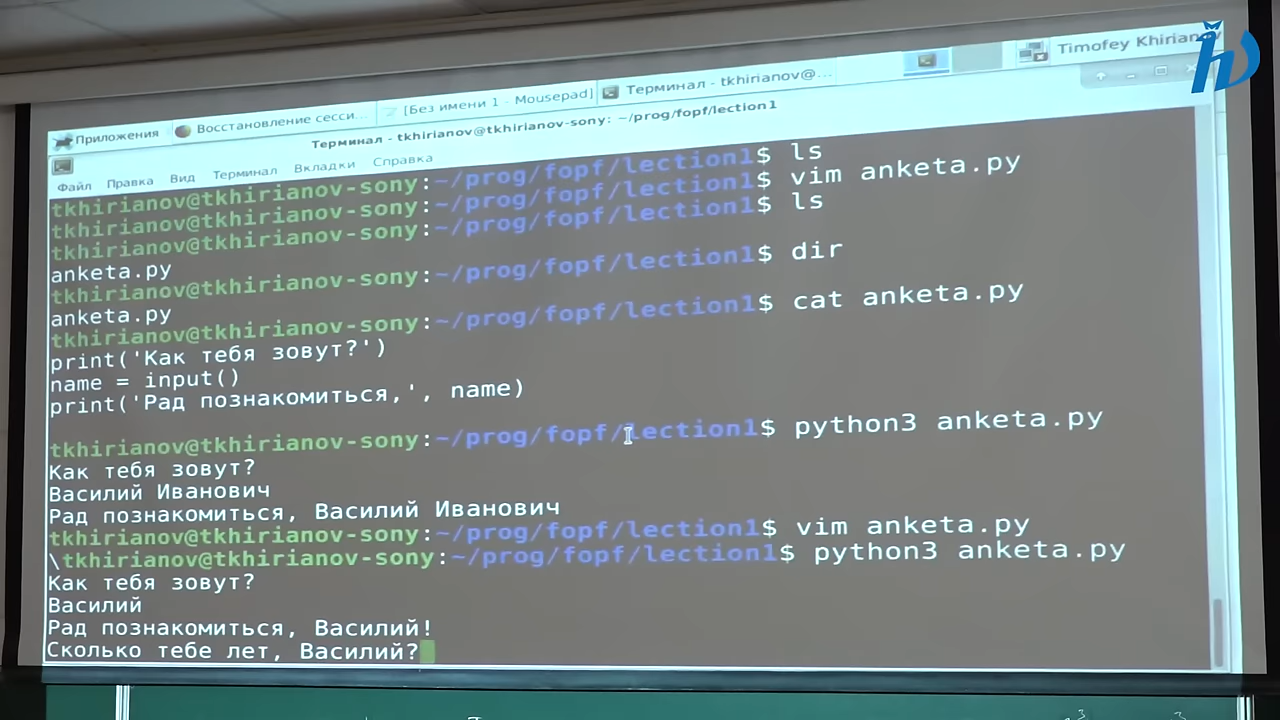 Timofey Khirianov
Приложения
Восстановление сесси...
[Без имени 1 - Mousepad]
Терминал - tkhirianov@...
Терминал - tkhirianov@tkhirianov-sony: ~/prog/fopf/lection1
Файл Правка Вид Терминал Вкладки Справка
tkhirianov@tkhirianov-sony:~/prog/fopf/lection1$ ls
tkhirianov@tkhirianov-sony:~/prog/fopf/lection1$ vim anketa.py
tkhirianov@tkhirianov-sony:~/prog/fopf/lection1$ ls
anketa.py
tkhirianov@tkhirianov-sony:~/prog/fopf/lection1$ dir
anketa.py
tkhirianov@tkhirianov-sony:~/prog/fopf/lection1$ cat anketa.py
print('Как тебя зовут?')
name = input()
print('Рад познакомиться,', name)
tkhirianov@tkhirianov-sony:~/prog/fopf/lection1$ python3 anketa.py
Как тебя зовут?
Василий Иванович
Рад познакомиться, Василий Иванович
tkhirianov@tkhirianov-sony:~/prog/fopf/lection1$ vim anketa.py
\tkhirianov@tkhirianov-sony:~/prog/fopf/lection1$ python3 anketa.py
Как тебя зовут?
Василий
Рад познакомиться, Василий!
Сколько тебе лет, Василий?